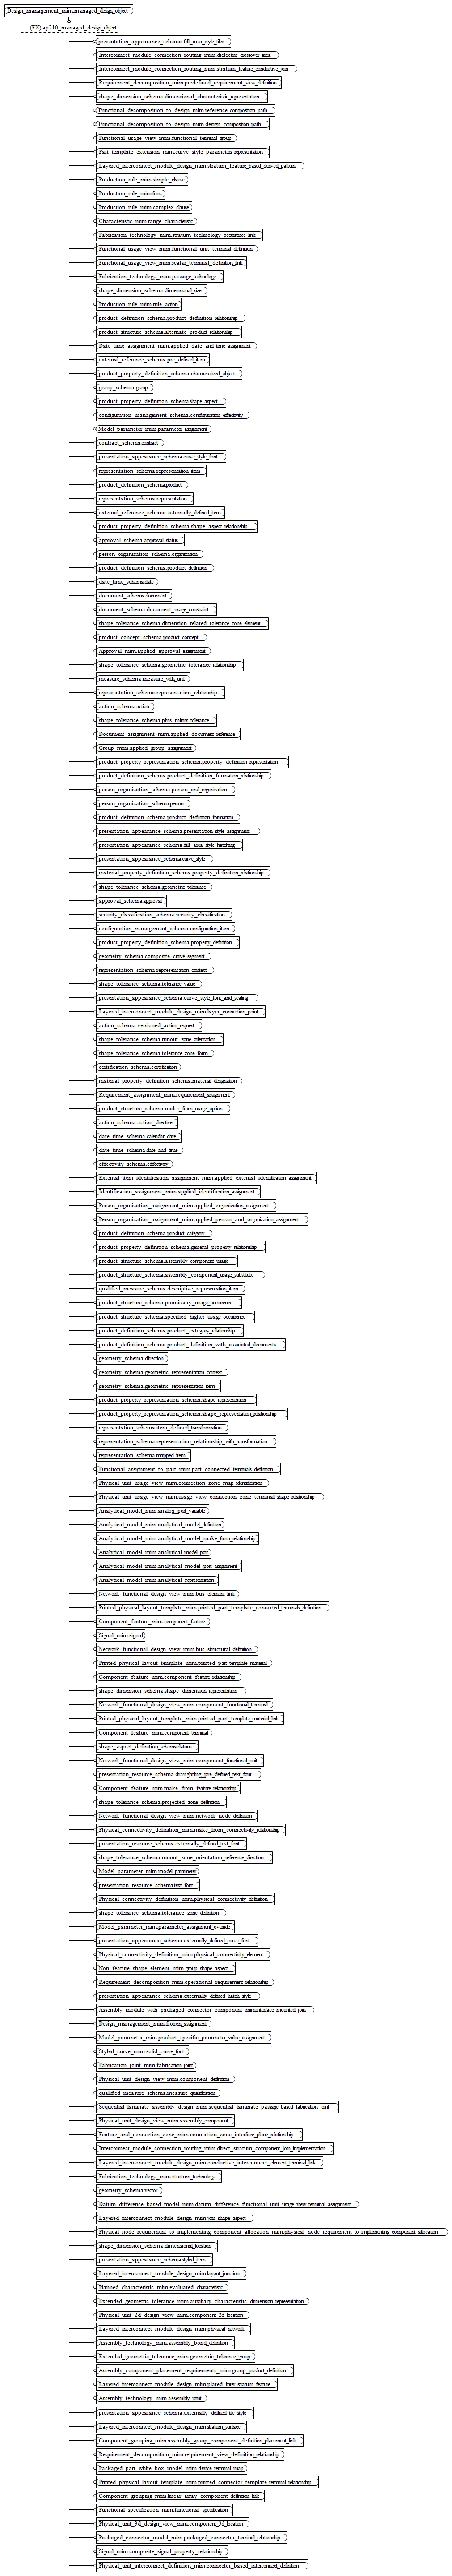 Design_management_mim.managed_design_object
(EX) ap210_managed_design_object
presentation_appearance_schema.fill_area_style_tiles
Interconnect_module_connection_routing_mim.dielectric_crossover_area
Interconnect_module_connection_routing_mim.stratum_feature_conductive_join
Requirement_decomposition_mim.predefined_requirement_view_definition
shape_dimension_schema.dimensional_characteristic_representation
Functional_decomposition_to_design_mim.reference_composition_path
Functional_decomposition_to_design_mim.design_composition_path
Functional_usage_view_mim.functional_terminal_group
Part_template_extension_mim.curve_style_parameters_representation
Layered_interconnect_module_design_mim.stratum_feature_based_derived_pattern
Production_rule_mim.simple_clause
Production_rule_mim.func
Production_rule_mim.complex_clause
Characteristic_mim.range_characteristic
Fabrication_technology_mim.stratum_technology_occurrence_link
Functional_usage_view_mim.functional_unit_terminal_definition
Functional_usage_view_mim.scalar_terminal_definition_link
Fabrication_technology_mim.passage_technology
shape_dimension_schema.dimensional_size
Production_rule_mim.rule_action
product_definition_schema.product_definition_relationship
product_structure_schema.alternate_product_relationship
Date_time_assignment_mim.applied_date_and_time_assignment
external_reference_schema.pre_defined_item
product_property_definition_schema.characterized_object
group_schema.group
product_property_definition_schema.shape_aspect
configuration_management_schema.configuration_effectivity
Model_parameter_mim.parameter_assignment
contract_schema.contract
presentation_appearance_schema.curve_style_font
representation_schema.representation_item
product_definition_schema.product
representation_schema.representation
external_reference_schema.externally_defined_item
product_property_definition_schema.shape_aspect_relationship
approval_schema.approval_status
person_organization_schema.organization
product_definition_schema.product_definition
date_time_schema.date
document_schema.document
document_schema.document_usage_constraint
shape_tolerance_schema.dimension_related_tolerance_zone_element
product_concept_schema.product_concept
Approval_mim.applied_approval_assignment
shape_tolerance_schema.geometric_tolerance_relationship
measure_schema.measure_with_unit
representation_schema.representation_relationship
action_schema.action
shape_tolerance_schema.plus_minus_tolerance
Document_assignment_mim.applied_document_reference
Group_mim.applied_group_assignment
product_property_representation_schema.property_definition_representation
product_definition_schema.product_definition_formation_relationship
person_organization_schema.person_and_organization
person_organization_schema.person
product_definition_schema.product_definition_formation
presentation_appearance_schema.presentation_style_assignment
presentation_appearance_schema.fill_area_style_hatching
presentation_appearance_schema.curve_style
material_property_definition_schema.property_definition_relationship
shape_tolerance_schema.geometric_tolerance
approval_schema.approval
security_classification_schema.security_classification
configuration_management_schema.configuration_item
product_property_definition_schema.property_definition
geometry_schema.composite_curve_segment
representation_schema.representation_context
shape_tolerance_schema.tolerance_value
presentation_appearance_schema.curve_style_font_and_scaling
Layered_interconnect_module_design_mim.layer_connection_point
action_schema.versioned_action_request
shape_tolerance_schema.runout_zone_orientation
shape_tolerance_schema.tolerance_zone_form
certification_schema.certification
material_property_definition_schema.material_designation
Requirement_assignment_mim.requirement_assignment
product_structure_schema.make_from_usage_option
action_schema.action_directive
date_time_schema.calendar_date
date_time_schema.date_and_time
effectivity_schema.effectivity
External_item_identification_assignment_mim.applied_external_identification_assignment
Identification_assignment_mim.applied_identification_assignment
Person_organization_assignment_mim.applied_organization_assignment
Person_organization_assignment_mim.applied_person_and_organization_assignment
product_definition_schema.product_category
product_property_definition_schema.general_property_relationship
product_structure_schema.assembly_component_usage
product_structure_schema.assembly_component_usage_substitute
qualified_measure_schema.descriptive_representation_item
product_structure_schema.promissory_usage_occurrence
product_structure_schema.specified_higher_usage_occurrence
product_definition_schema.product_category_relationship
product_definition_schema.product_definition_with_associated_documents
geometry_schema.direction
geometry_schema.geometric_representation_context
geometry_schema.geometric_representation_item
product_property_representation_schema.shape_representation
product_property_representation_schema.shape_representation_relationship
representation_schema.item_defined_transformation
representation_schema.representation_relationship_with_transformation
representation_schema.mapped_item
Functional_assignment_to_part_mim.part_connected_terminals_definition
Physical_unit_usage_view_mim.connection_zone_map_identification
Physical_unit_usage_view_mim.usage_view_connection_zone_terminal_shape_relationship
Analytical_model_mim.analog_port_variable
Analytical_model_mim.analytical_model_definition
Analytical_model_mim.analytical_model_make_from_relationship
Analytical_model_mim.analytical_model_port
Analytical_model_mim.analytical_model_port_assignment
Analytical_model_mim.analytical_representation
Network_functional_design_view_mim.bus_element_link
Printed_physical_layout_template_mim.printed_part_template_connected_terminals_definition
Component_feature_mim.component_feature
Signal_mim.signal
Network_functional_design_view_mim.bus_structural_definition
Printed_physical_layout_template_mim.printed_part_template_material
Component_feature_mim.component_feature_relationship
shape_dimension_schema.shape_dimension_representation
Network_functional_design_view_mim.component_functional_terminal
Printed_physical_layout_template_mim.printed_part_template_material_link
Component_feature_mim.component_terminal
shape_aspect_definition_schema.datum
Network_functional_design_view_mim.component_functional_unit
presentation_resource_schema.draughting_pre_defined_text_font
Component_feature_mim.make_from_feature_relationship
shape_tolerance_schema.projected_zone_definition
Network_functional_design_view_mim.network_node_definition
Physical_connectivity_definition_mim.make_from_connectivity_relationship
presentation_resource_schema.externally_defined_text_font
shape_tolerance_schema.runout_zone_orientation_reference_direction
Model_parameter_mim.model_parameter
presentation_resource_schema.text_font
Physical_connectivity_definition_mim.physical_connectivity_definition
shape_tolerance_schema.tolerance_zone_definition
Model_parameter_mim.parameter_assignment_override
presentation_appearance_schema.externally_defined_curve_font
Physical_connectivity_definition_mim.physical_connectivity_element
Non_feature_shape_element_mim.group_shape_aspect
Requirement_decomposition_mim.operational_requirement_relationship
presentation_appearance_schema.externally_defined_hatch_style
Assembly_module_with_packaged_connector_component_mim.interface_mounted_join
Design_management_mim.frozen_assignment
Model_parameter_mim.product_specific_parameter_value_assignment
Styled_curve_mim.solid_curve_font
Fabrication_joint_mim.fabrication_joint
Physical_unit_design_view_mim.component_definition
qualified_measure_schema.measure_qualification
Sequential_laminate_assembly_design_mim.sequential_laminate_passage_based_fabrication_joint
Physical_unit_design_view_mim.assembly_component
Feature_and_connection_zone_mim.connection_zone_interface_plane_relationship
Interconnect_module_connection_routing_mim.direct_stratum_component_join_implementation
Layered_interconnect_module_design_mim.conductive_interconnect_element_terminal_link
Fabrication_technology_mim.stratum_technology
geometry_schema.vector
Datum_difference_based_model_mim.datum_difference_functional_unit_usage_view_terminal_assignment
Layered_interconnect_module_design_mim.join_shape_aspect
Physical_node_requirement_to_implementing_component_allocation_mim.physical_node_requirement_to_implementing_component_allocation
shape_dimension_schema.dimensional_location
presentation_appearance_schema.styled_item
Layered_interconnect_module_design_mim.layout_junction
Planned_characteristic_mim.evaluated_characteristic
Extended_geometric_tolerance_mim.auxiliary_characteristic_dimension_representation
Physical_unit_2d_design_view_mim.component_2d_location
Layered_interconnect_module_design_mim.physical_network
Assembly_technology_mim.assembly_bond_definition
Extended_geometric_tolerance_mim.geometric_tolerance_group
Assembly_component_placement_requirements_mim.group_product_definition
Layered_interconnect_module_design_mim.plated_inter_stratum_feature
Assembly_technology_mim.assembly_joint
presentation_appearance_schema.externally_defined_tile_style
Layered_interconnect_module_design_mim.stratum_surface
Component_grouping_mim.assembly_group_component_definition_placement_link
Requirement_decomposition_mim.requirement_view_definition_relationship
Packaged_part_white_box_model_mim.device_terminal_map
Printed_physical_layout_template_mim.printed_connector_template_terminal_relationship
Component_grouping_mim.linear_array_component_definition_link
Functional_specification_mim.functional_specification
Physical_unit_3d_design_view_mim.component_3d_location
Packaged_connector_model_mim.packaged_connector_terminal_relationship
Signal_mim.composite_signal_property_relationship
Physical_unit_interconnect_definition_mim.connector_based_interconnect_definition